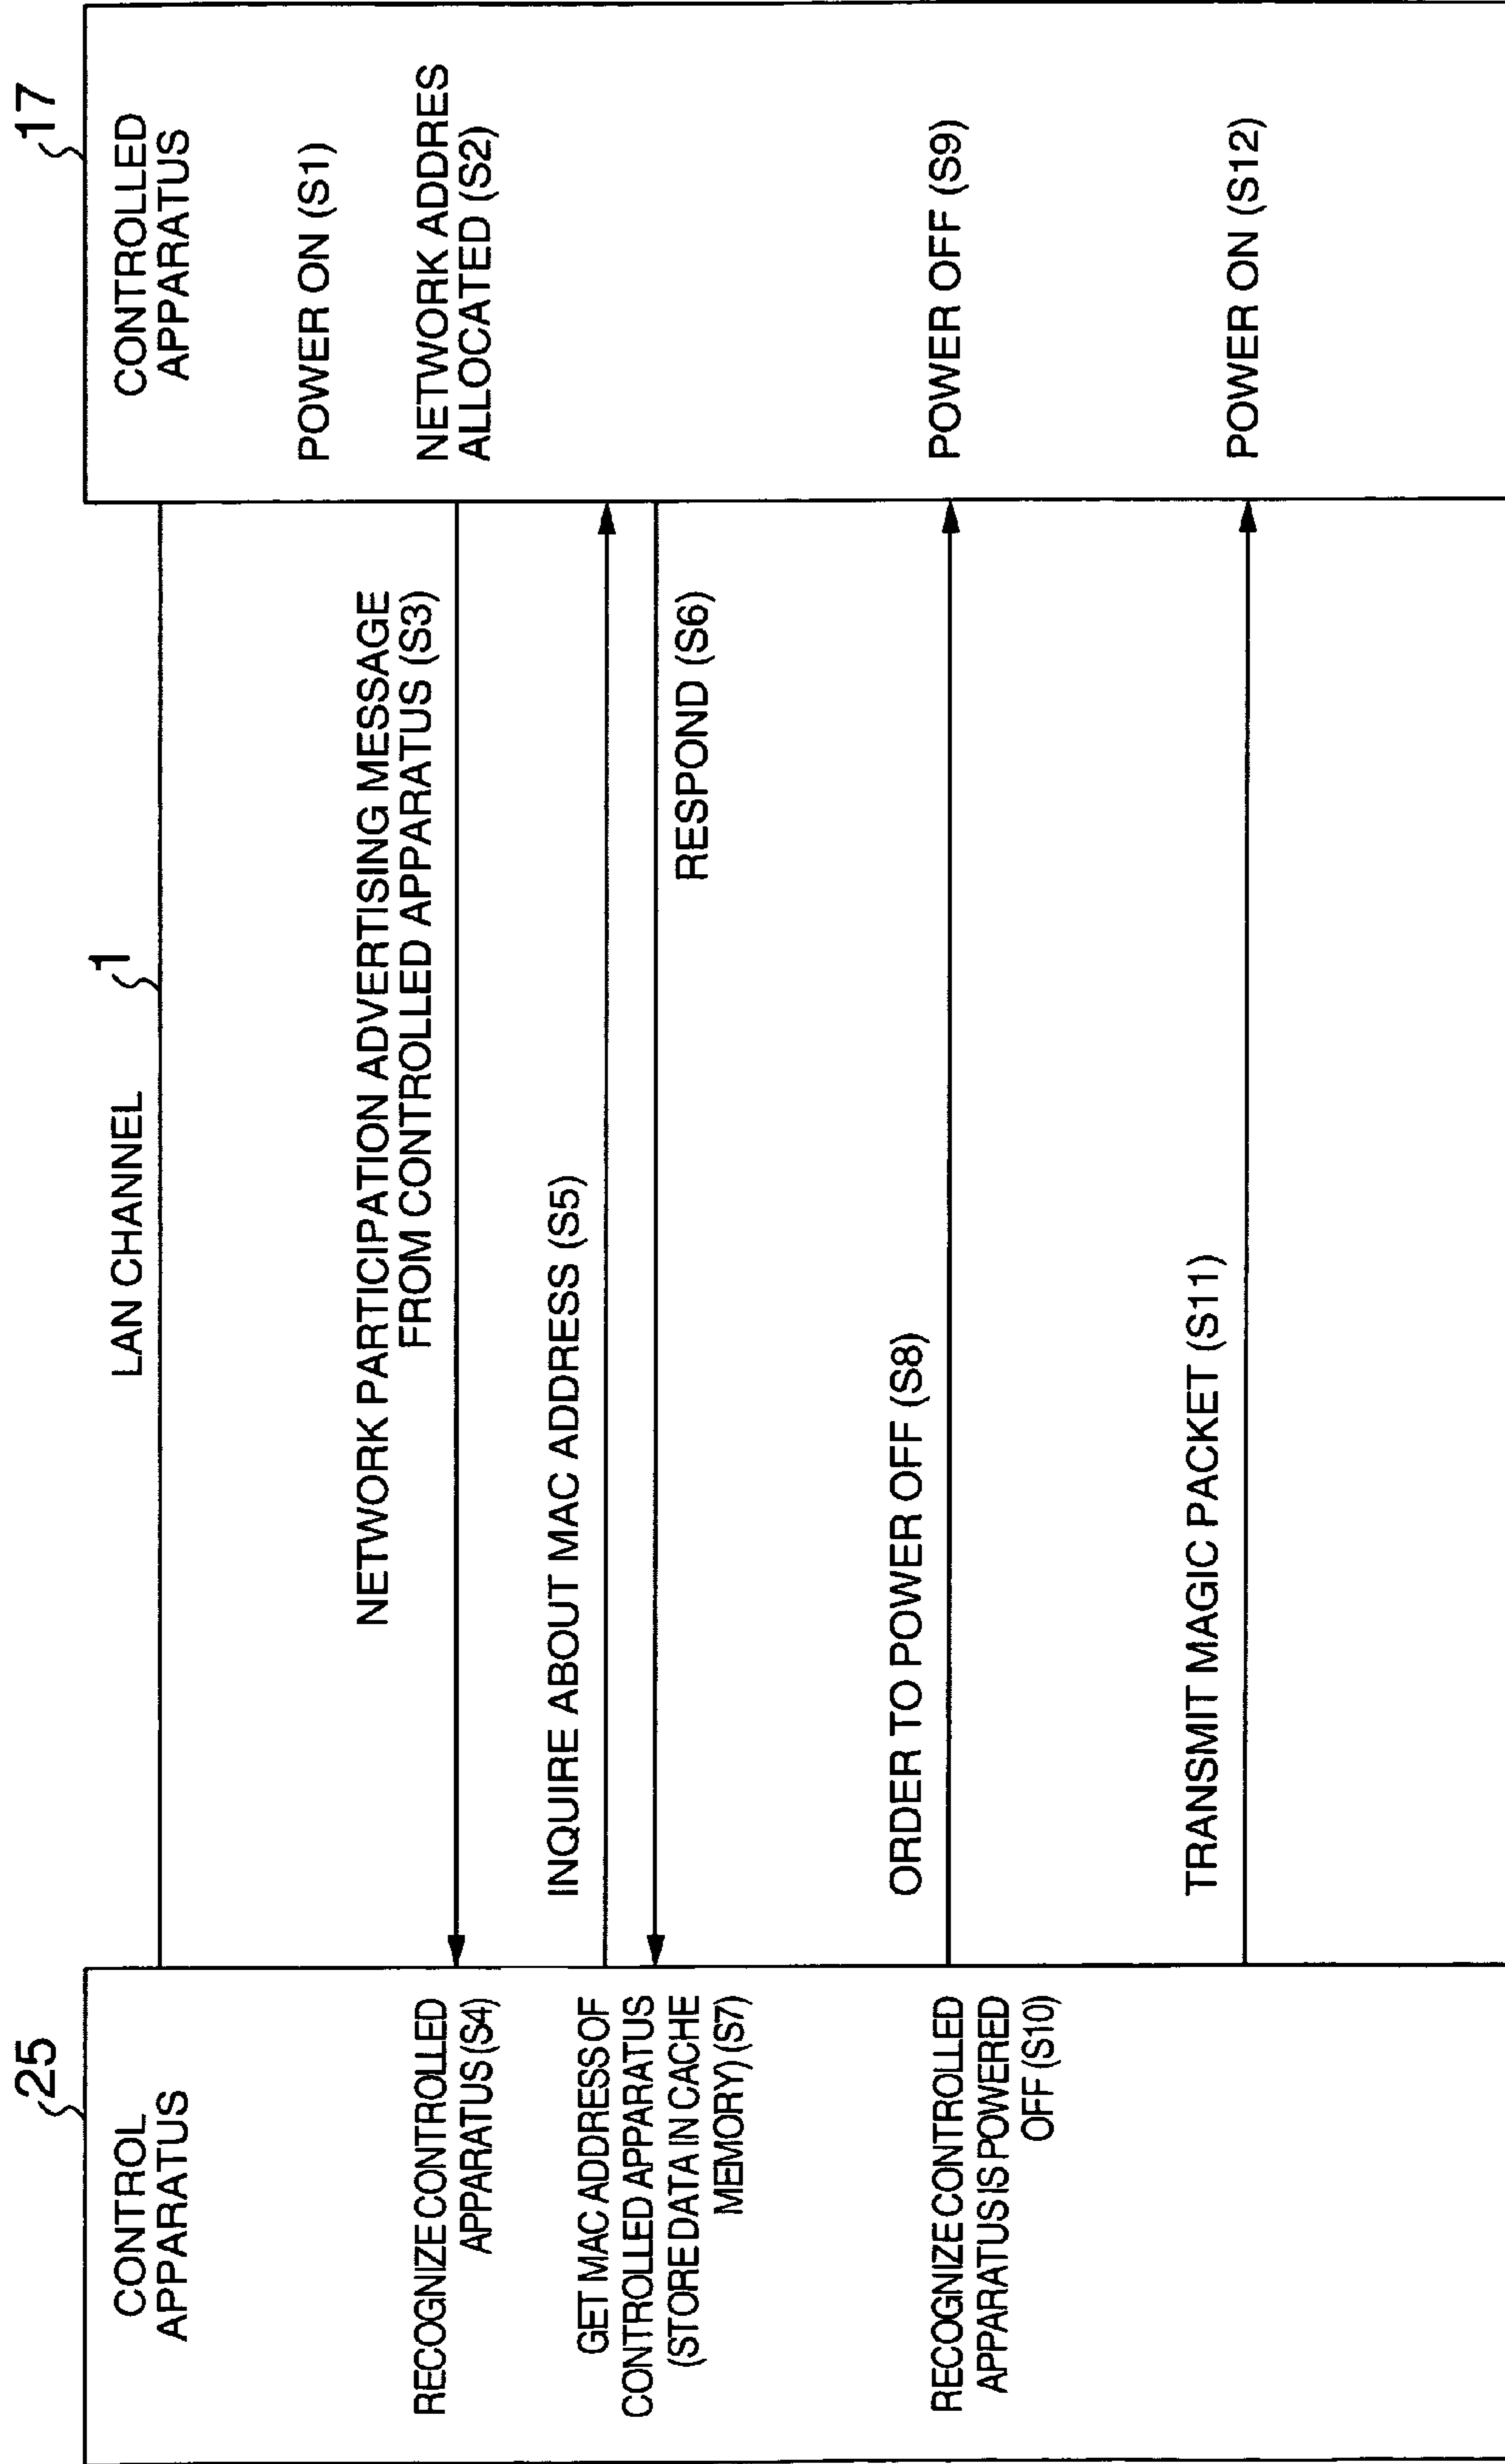 25
CONTROL
APPARATUS
LAN CHANNEL
1
17
CONTROLLED
APPARATUS
POWER ON (S1)
NETWORK ADDRES
ALLOCATED (S2)
NETWORK PARTICIPATION ADVERTISING MESSAGE
FROM CONTROLLED APPARATUS (S3)
RECOGNIZE CONTROLLED
APPARATUS (S4)
INQUIRE ABOUT MAC ADDRESS (S5)
RESPOND (S6)
GET MAC ADDRESS OF
CONTROLLED APPARATUS
(STORE DATA IN CACHE
MEMORY) (S7)
ORDER TO POWER OFF (S8)
POWER OFF (S9)
RECOGNIZE CONTROLLED
APPARATUS IS POWERED
OFF (S10)
TRANSMIT MAGIC PACKET (S11)
POWER ON (S12)